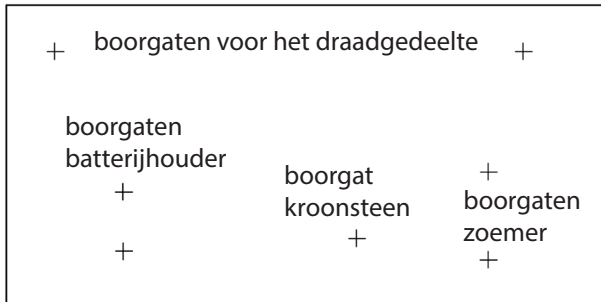 boorgaten voor het draadgedeelte
boorgaten
batterijhouder
boorgat
kroonsteen
boorgaten
zoemer